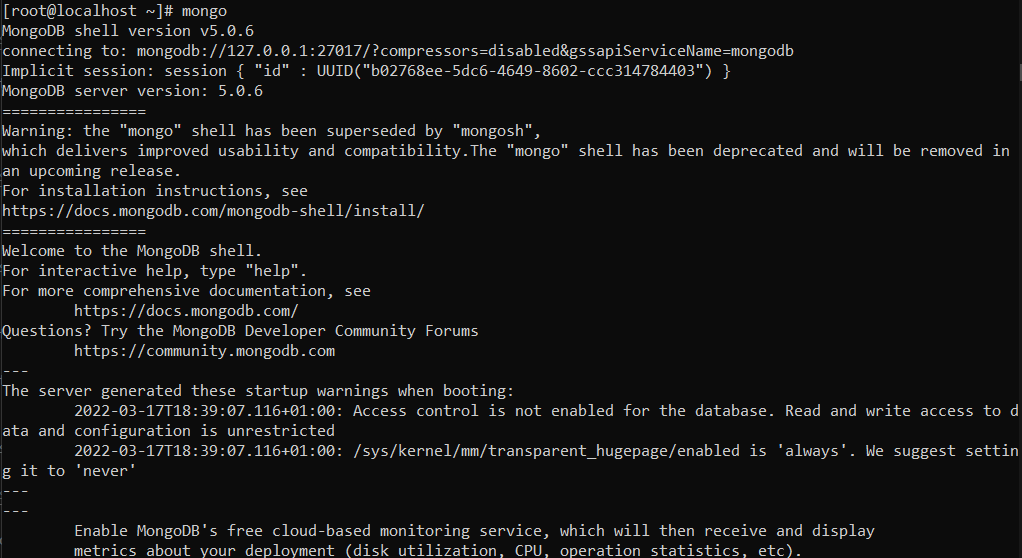 [root@localhost ~]# mongo
MongoDB shell version v5.0.6
connecting to: mongodb://127.0.0.1:27017/?compressors=disabled&gssapiServiceName=mongodb
Implicit session: session { "id" : UUID("b02768ee-5dc6-4649-8602-ccc314784403") }
MongoDB server version: 5.0.6
================
Warning: the "mongo" shell has been superseded by "mongosh",
which delivers improved usability and compatibility.The "mongo" shell has been deprecated and will be removed in
an upcoming release.
For installation instructions, see
https://docs.mongodb.com/mongodb-shell/install/
================
Welcome to the MongoDB shell.
For interactive help, type "help".
For more comprehensive documentation, see
        https://docs.mongodb.com/
Questions? Try the MongoDB Developer Community Forums
        https://community.mongodb.com
---
The server generated these startup warnings when booting:
        2022-03-17T18:39:07.116+01:00: Access control is not enabled for the database. Read and write access to d
ata and configuration is unrestricted
        2022-03-17T18:39:07.116+01:00: /sys/kernel/mm/transparent_hugepage/enabled is 'always'. We suggest settin
g it to 'never'
---
---
        Enable MongoDB's free cloud-based monitoring service, which will then receive and display
        metrics about your deployment (disk utilization, CPU, operation statistics, etc).